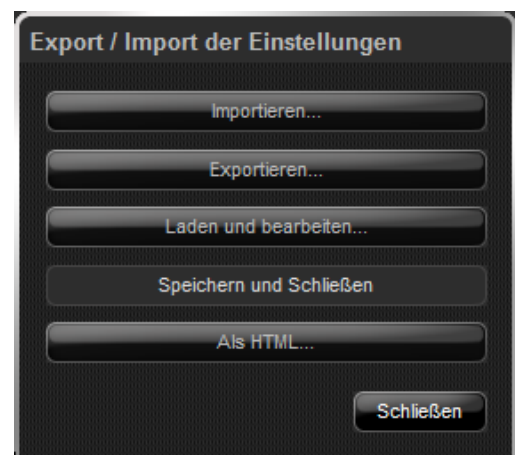 Export / Import der Einstellungen
Importieren...
Exportieren...
Laden und bearbeiten...
Speichern und Schließen
Als HTML...
Schließen